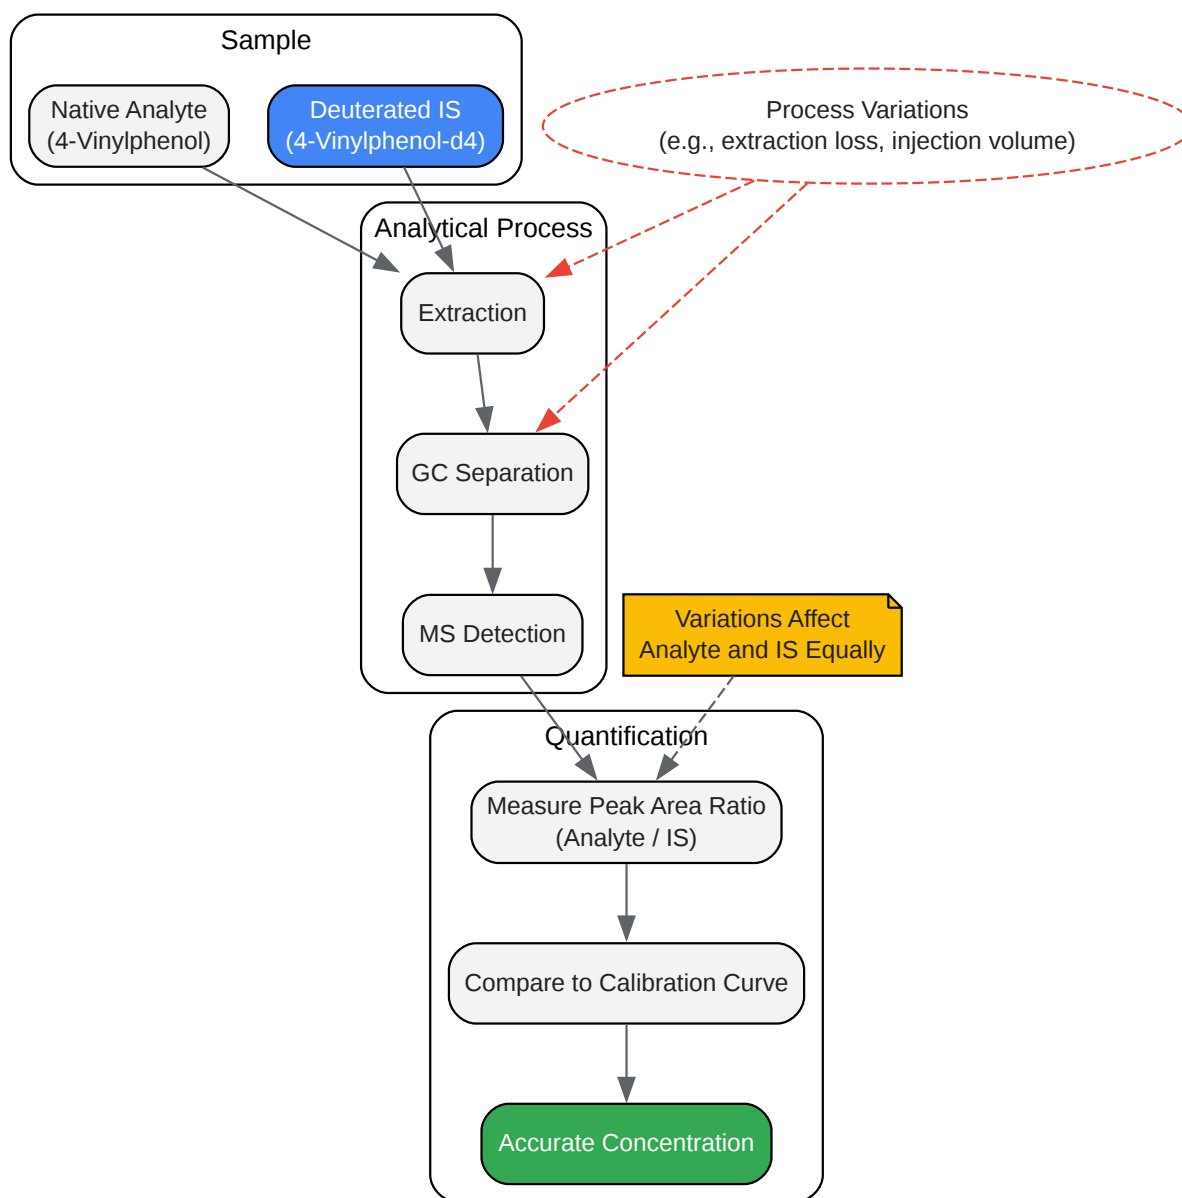 Sample
Native Analyte
(4-Vinylphenol)
Deuterated IS
(4-Vinylphenol-d4)
Process Variations
(e.g., extraction loss, injection volume)
Analytical Process
Extraction
GC Separation
MS Detection
Variations Affect
Analyte and IS Equally
Quantification
Measure Peak Area Ratio
(Analyte / IS)
Compare to Calibration Curve
Accurate Concentration